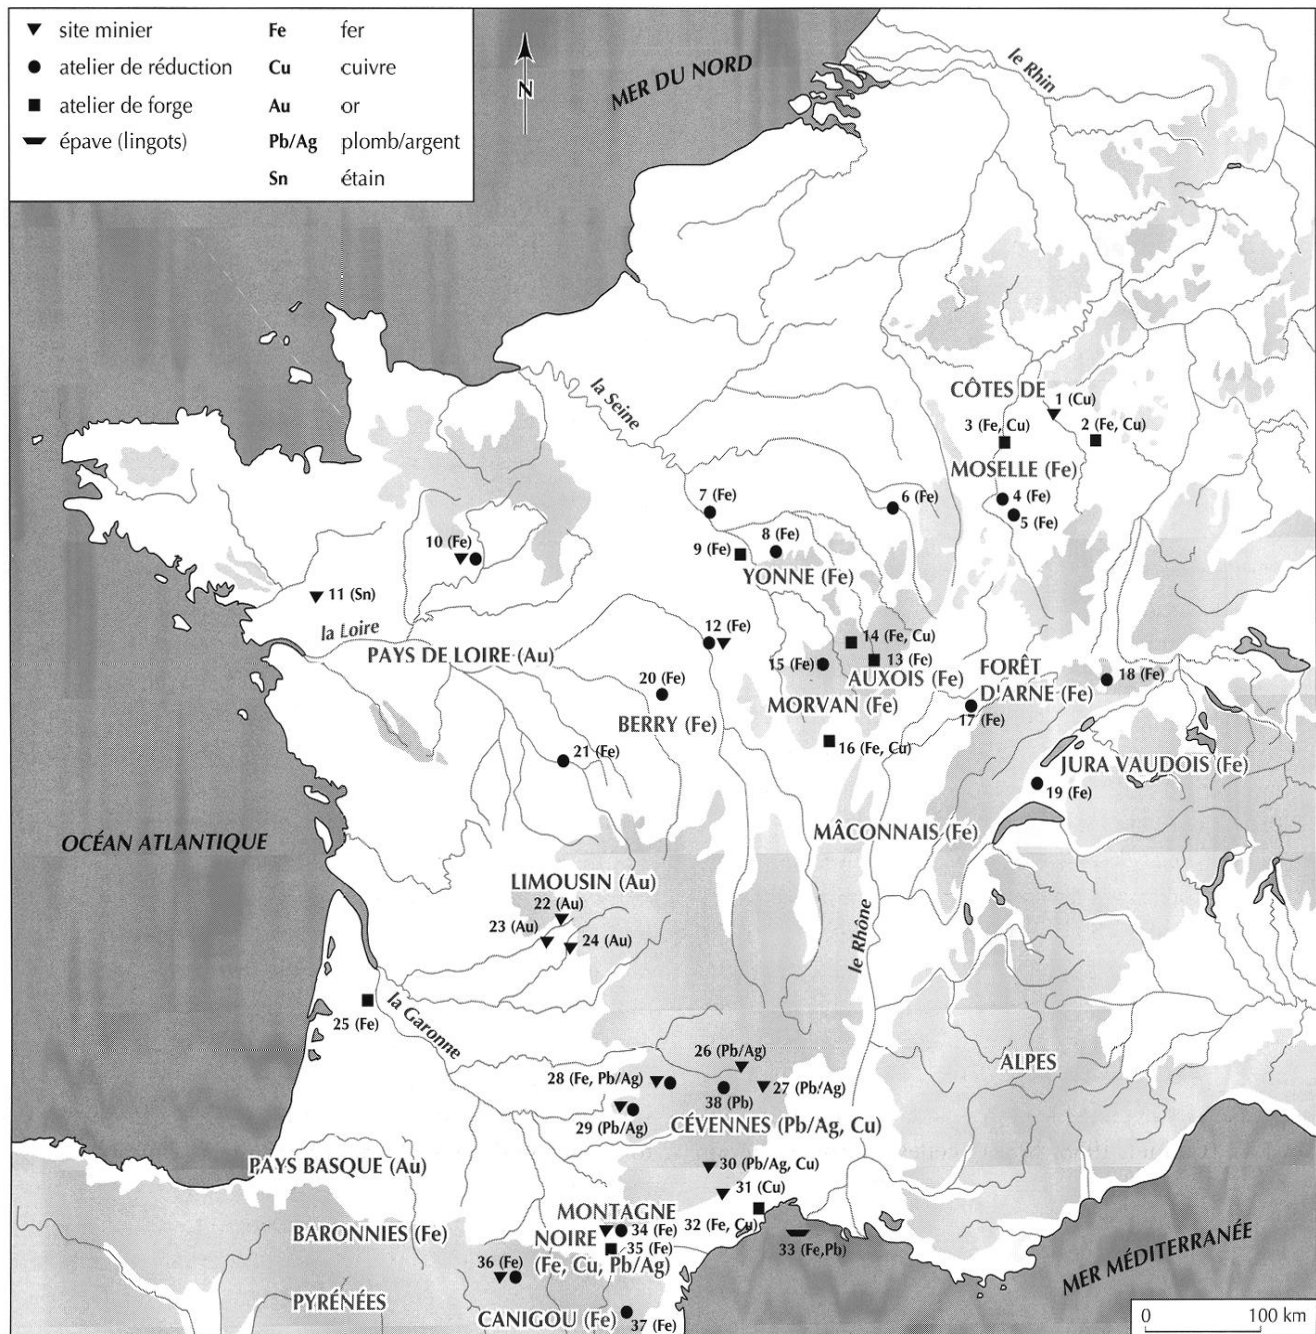 site minier
atelier de réduction
atelier de forge
épave (lingots)
Fe fer
Cu cuivre
Au or
Pb/Ag plomb/argent
Sn étain
N
MER DU NORD
le Rhin
la Seine
CÔTES DE
1 (Cu)
3 (Fe, Cu)
2 (Fe, Cu)
MOSELLE (Fe)
4 (Fe)
5 (Fe)
7 (Fe)
6 (Fe)
8 (Fe)
9 (Fe)
YONNE (Fe)
10 (Fe)
11 (Sn)
la Loire
PAYS DE LOIRE (Au)
12 (Fe)
14 (Fe, Cu)
13 (Fe)
15 (Fe)
AUXOIS (Fe)
MORVAN (Fe)
FORÊT
D'ARNE (Fe)
18 (Fe)
17 (Fe)
20 (Fe)
BERRY (Fe)
16 (Fe, Cu)
21 (Fe)
JURA VAUDOIS (Fe)
19 (Fe)
OCÉAN ATLANTIQUE
MÂCONNAIS (Fe)
LIMOUSIN (Au)
22 (Au)
23 (Au)
24 (Au)
le Rhône
25 (Fe)
la Garonne
26 (Pb/Ag)
ALPES
28 (Fe, Pb/Ag)
27 (Pb/Ag)
38 (Pb)
29 (Pb/Ag)
CÉVENNES (Pb/Ag, Cu)
PAYS BASQUE (Au)
30 (Pb/Ag, Cu)
31 (Cu)
MONTAGNE
NOIRE
(Fe, Cu, Pb/Ag)
32 (Fe, Cu)
34 (Fe)
35 (Fe)
33 (Fe,Pb)
BARONNIES (Fe)
36 (Fe)
PYRÉNÉES
CANIGOU (Fe)
37 (Fe)
MER MÉDITERRANÉE
0 100 km